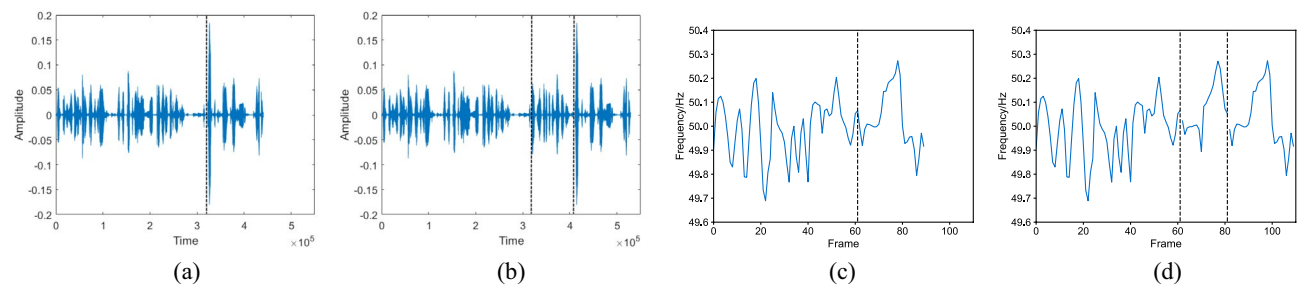 0.2
0.15
0.1
0.05
0
-0.05
-0.1
-0.15
-0.2
Amplitude
0 1 2 3 4 5
Time
×10⁵
(a)
0.2
0.15
0.1
0.05
0
-0.05
-0.1
-0.15
-0.2
Amplitude
0 1 2 3 4 5
Time
×10⁵
(b)
50.4
50.3
50.2
50.1
50.0
49.9
49.8
49.7
49.6
Frequency/Hz
0 20 40 60 80 100
Frame
(c)
50.4
50.3
50.2
50.1
50.0
49.9
49.8
49.7
49.6
Frequency/Hz
0 20 40 60 80 100
Frame
(d)